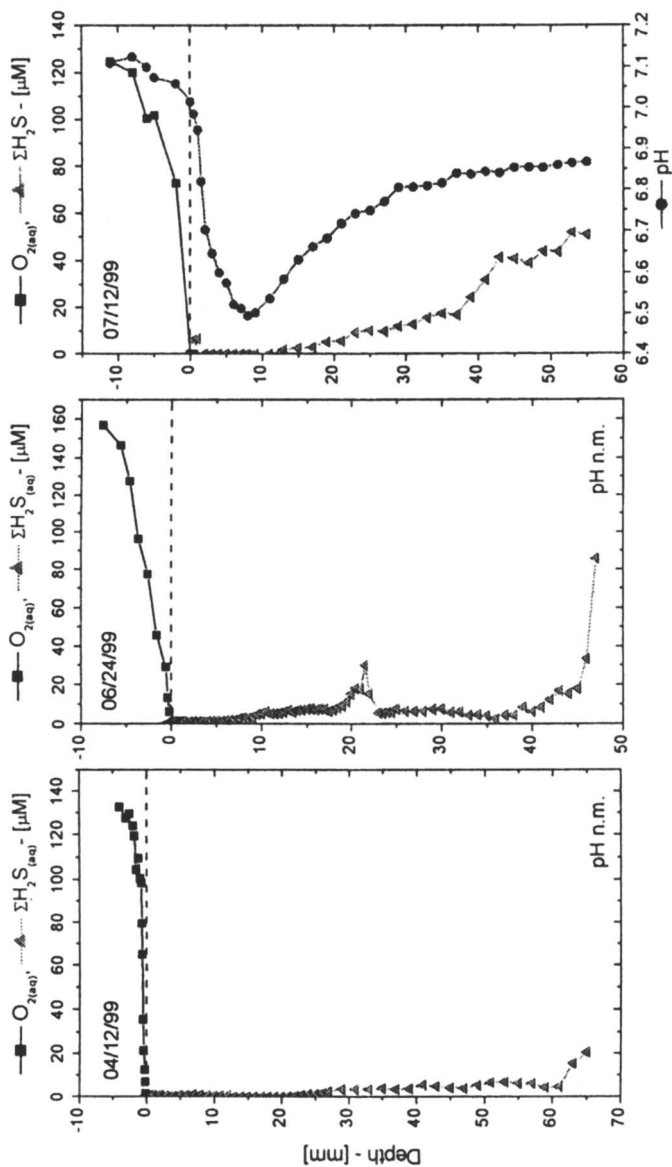 O2(aq), ΣH2S(aq)- [μM]
0 20 40 60 80 100 120 140
04/12/99
-10
0
10
20
30
40
50
60
70
Depth - [mm]
pH n.m.
O2(aq), ΣH2S(aq)- [μM]
0 20 40 60 80 100 120 140 160
06/24/99
-10
0
10
20
30
40
50
pH n.m.
O2(aq), ΣH2S - [μM]
0 20 40 60 80 100 120 140
07/12/99
-10
0
10
20
30
40
50
60
6.4 6.5 6.6 6.7 6.8 6.9 7.0 7.1 7.2
pH